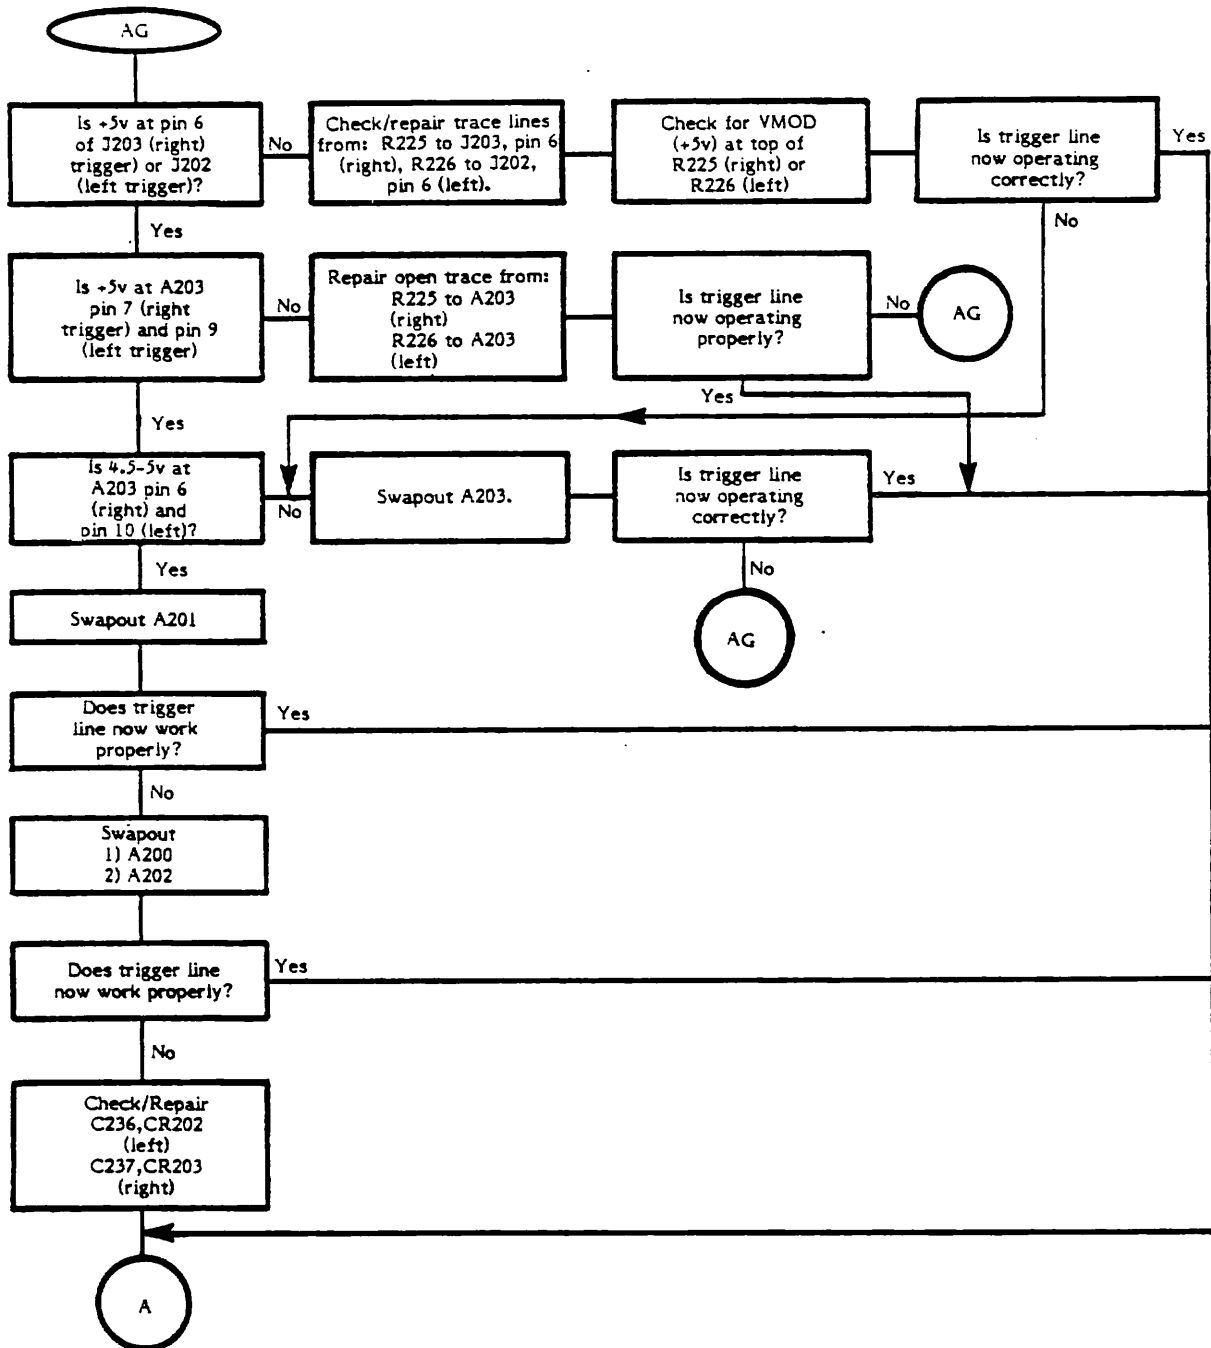 AG
Is +5v at pin 6
of J203 (right)
trigger) or J202
(left trigger)?
No
Check/repair trace lines
from: R225 to J203, pin 6
(right), R226 to J202,
pin 6 (left).
Check for VMOD
(+5v) at top of
R225 (right) or
R226 (left)
Is trigger line
now operating
correctly?
Yes
No
Yes
Is +5v at A203
pin 7 (right
trigger) and pin 9
(left trigger)
No
Repair open trace from:
R225 to A203
(right)
R226 to A203
(left)
Is trigger line
now operating
properly?
No
AG
Yes
Yes
Is 4.5-5v at
A203 pin 6
(right) and
pin 10 (left)?
No
Swapout A203.
Is trigger line
now operating
correctly?
Yes
No
AG
Yes
Swapout A201
Does trigger
line now work
properly?
Yes
No
Swapout
1) A200
2) A202
Does trigger line
now work properly?
Yes
No
Check/Repair
C236,CR202
(left)
C237,CR203
(right)
A